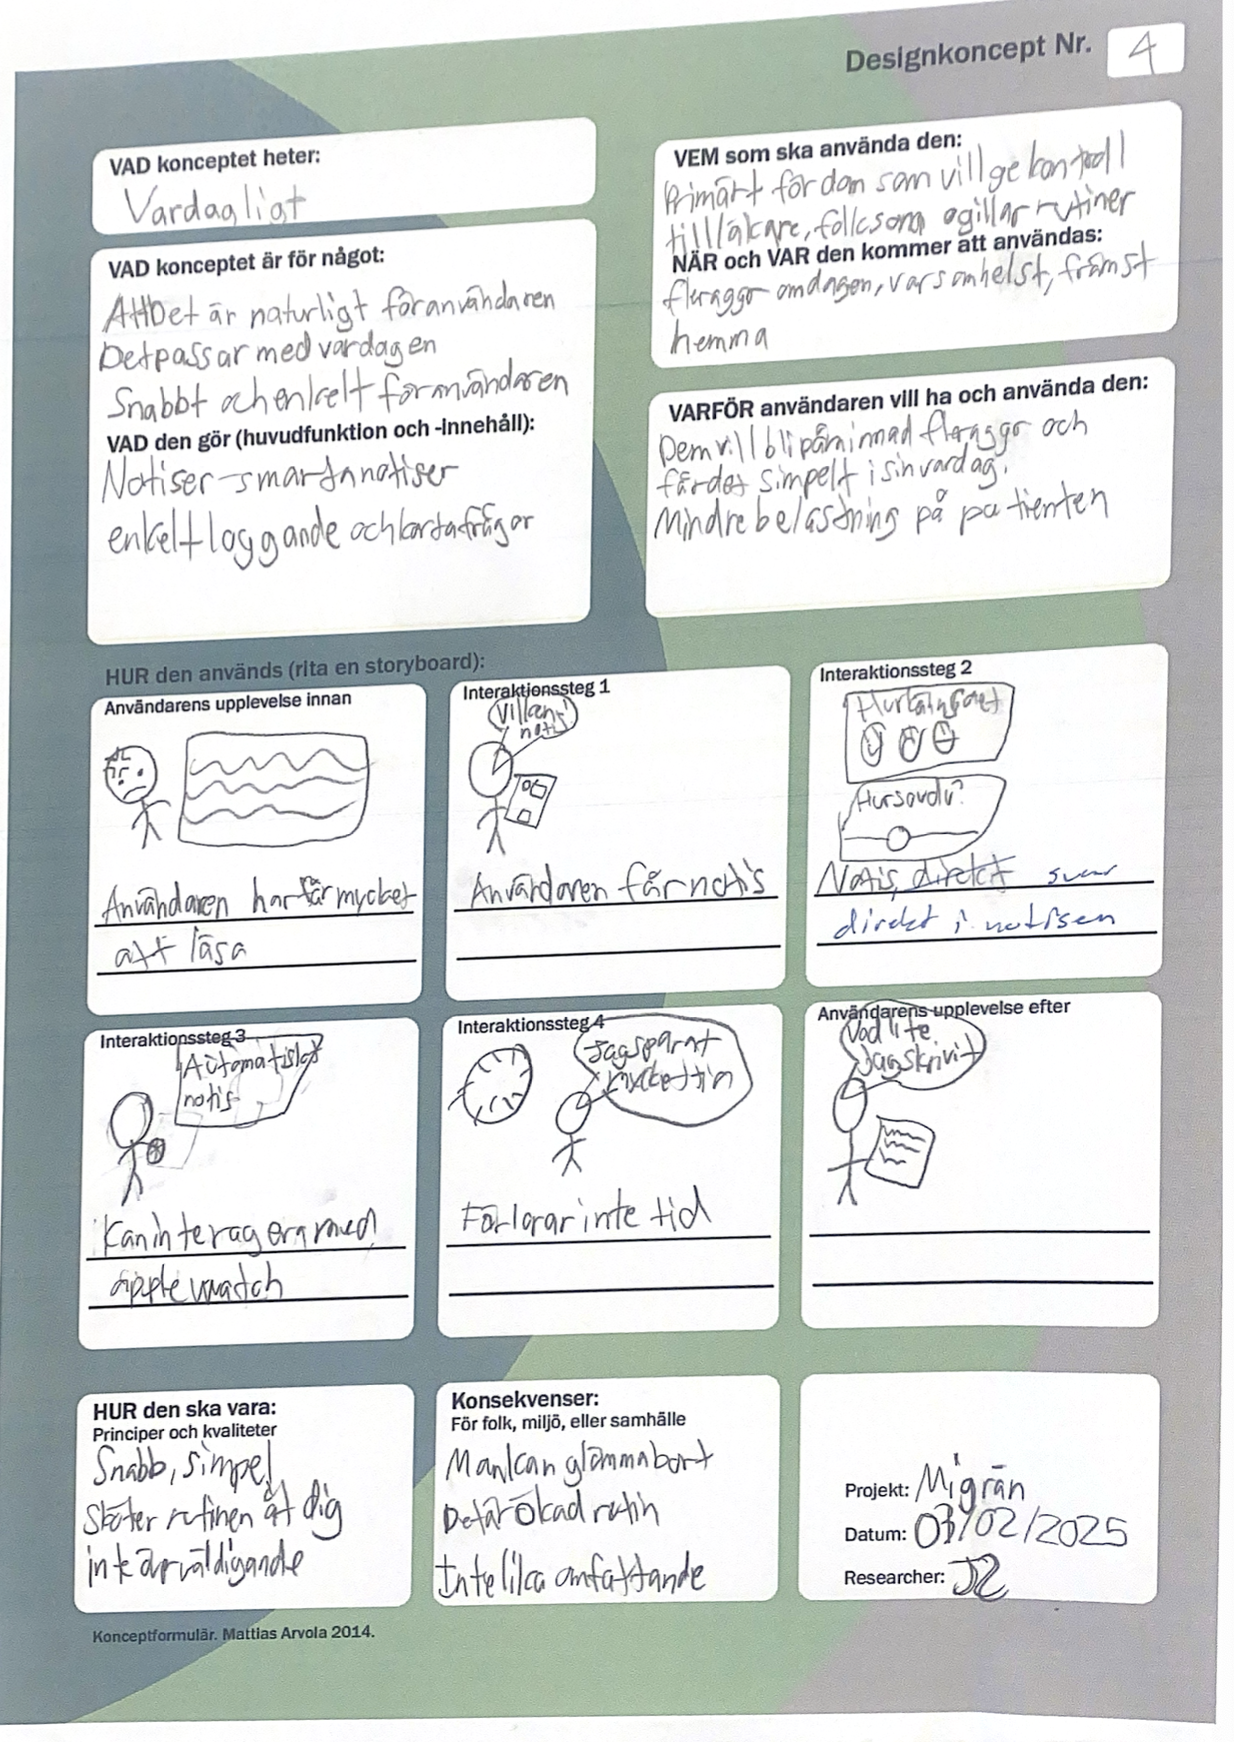 Designkoncept Nr. 4
VAD konceptet heter:
Vardagligt
VAD konceptet är för något:
Att Det är naturligt för användaren
Det passar med vardagen
Snabbt och enkelt för användaren
VAD den gör (huvudfunktion och -innehåll):
Notiser - smarta notiser
enkelt loggande och korta frågor
VEM som ska använda den:
Primärt för dom som vill ge kontroll
till läkare, folk som ogillar rutiner
NÄR och VAR den kommer att användas:
flera ggr om dagen, var som helst, främst
hemma
VARFÖR användaren vill ha och använda den:
Dem vill bli påminnad flera ggr och
får det simpelt i sin vardag.
Mindre belastning på patienten
HUR den används (rita en storyboard):
Användarens upplevelse innan
Användaren har för mycket
att läsa
Interaktionssteg 1
Villen
notis
Användaren får notis
Interaktionssteg 2
Hur känns det
Hur sov du?
Notis, direkt svar
direkt i notisen
Interaktionssteg 3
Automatiskt
notis
Kan interagera med
apple watch
Interaktionssteg 4
Jag sparat
mycket tin
Förlorar inte tid
Användarens upplevelse efter
Vad lite
jag skrivit
HUR den ska vara:
Principer och kvaliteter
Snabb, simpel
Sköter rutinen åt dig
inte överväldigande
Konsekvenser:
För folk, miljö, eller samhälle
Man kan glömma bort
Det är ökad rutin
Inte lika omfattande
Projekt: Migrän
Datum: 03/02/2025
Researcher:
Konceptformulär. Mattias Arvola 2014.